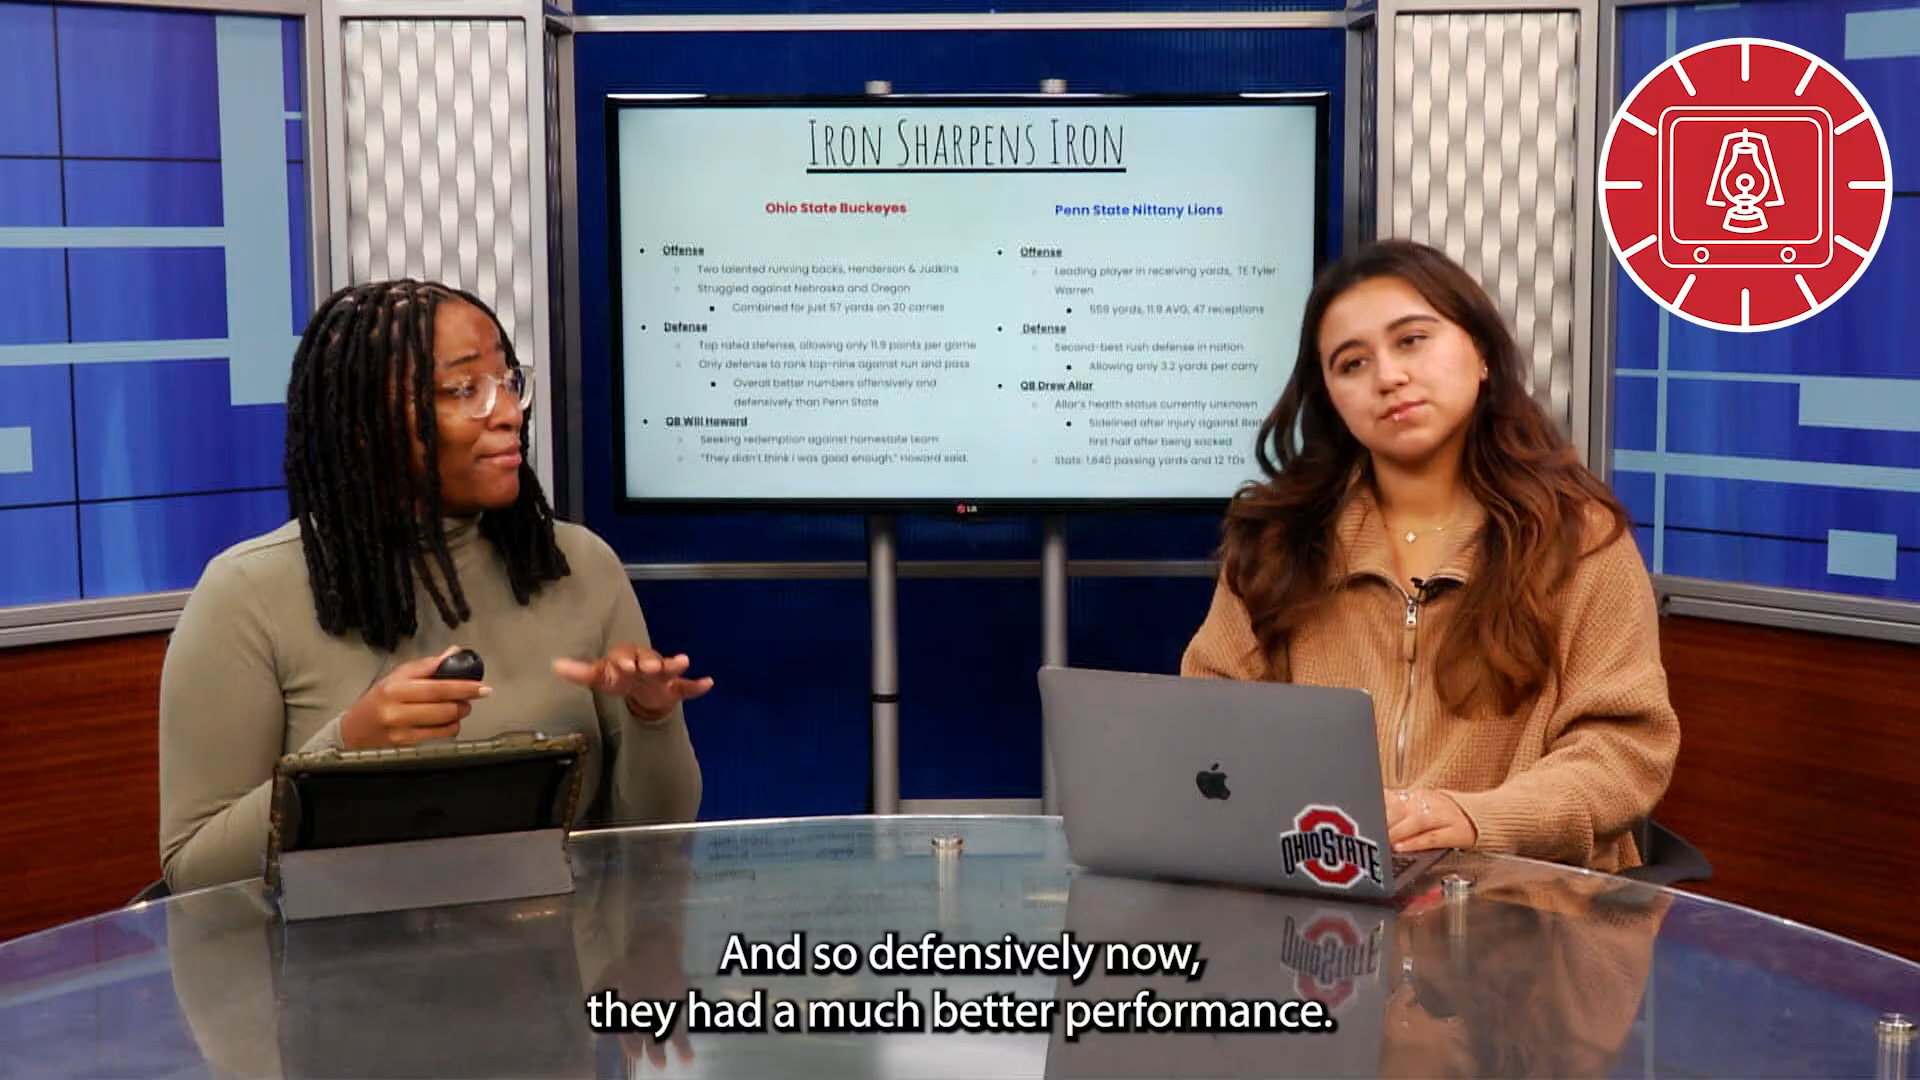 Iron Sharpens Iron
Ohio State Buckeyes
Offense
Two talented running backs, Henderson & Judkins
Struggled against Nebraska and Oregon
Combined for just 57 yards on 20 carries
Defense
Top rated defense, allowing only 11.9 points per game
Only defense to rank top-nine against run and pass
Overall better numbers offensively and
defensively than Penn State
QB Will Howard
Seeking redemption against homestate team
"They didn't think I was good enough," Howard said.
Penn State Nittany Lions
Offense
Leading player in receiving yards, TE Tyler
Warren
559 yards, 11.9 AVG, 47 receptions
Defense
Second-best rush defense in nation
Allowing only 3.2 yards per carry
QB Drew Allar
Allar's health status currently unknown
Sidelined after injury against
first half after being sacked
Stats: 1,640 passing yards and 12 TDs
LG
OHIO STATE
And so defensively now,
they had a much better performance.